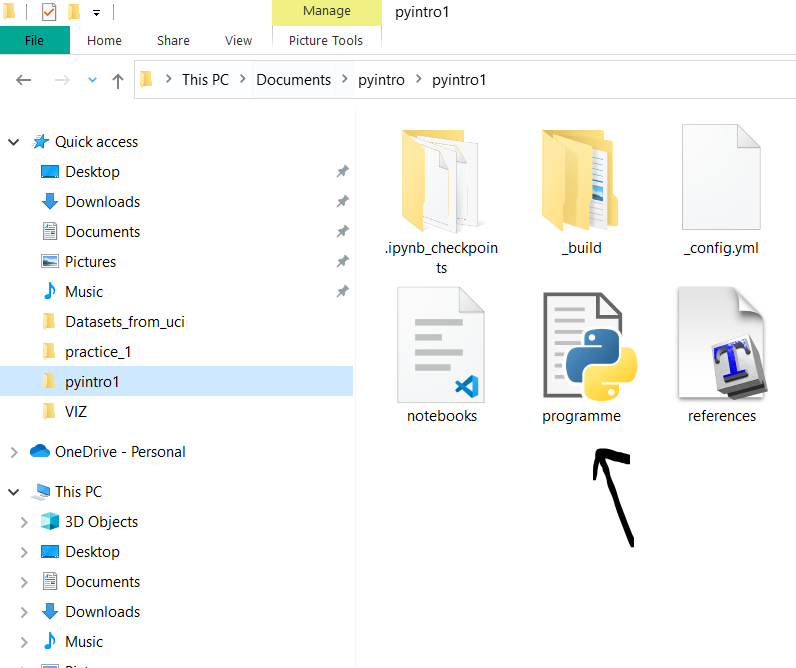 Manage
pyintro1
File
Home
Share
View
Picture Tools
This PC
Documents
pyintro
pyintro1
Quick access
Desktop
Downloads
Documents
Pictures
Music
Datasets_from_uci
practice_1
pyintro1
VIZ
OneDrive - Personal
This PC
3D Objects
Desktop
Documents
Downloads
Music
.ipynb_checkpoi
nts
_build
_config.yml
notebooks
programme
T
references